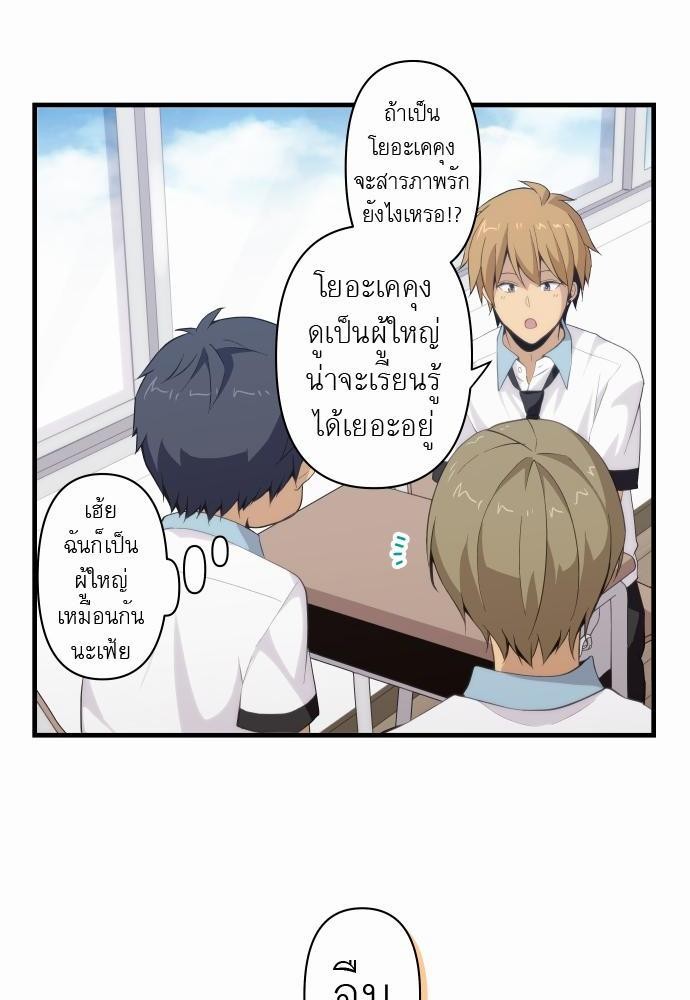 ถ้าเป็น
โยอะเคคุง
จะสารภาพรัก
ยังไงเหรอ!?
โยอะเคคุง
ดูเป็นผู้ใหญ่
น่าจะเรียนรู้
ได้เยอะอยู่
เฮ้ย
ฉันก็เป็น
ผู้ใหญ่
เหมือนกัน
นะเฟ้ย